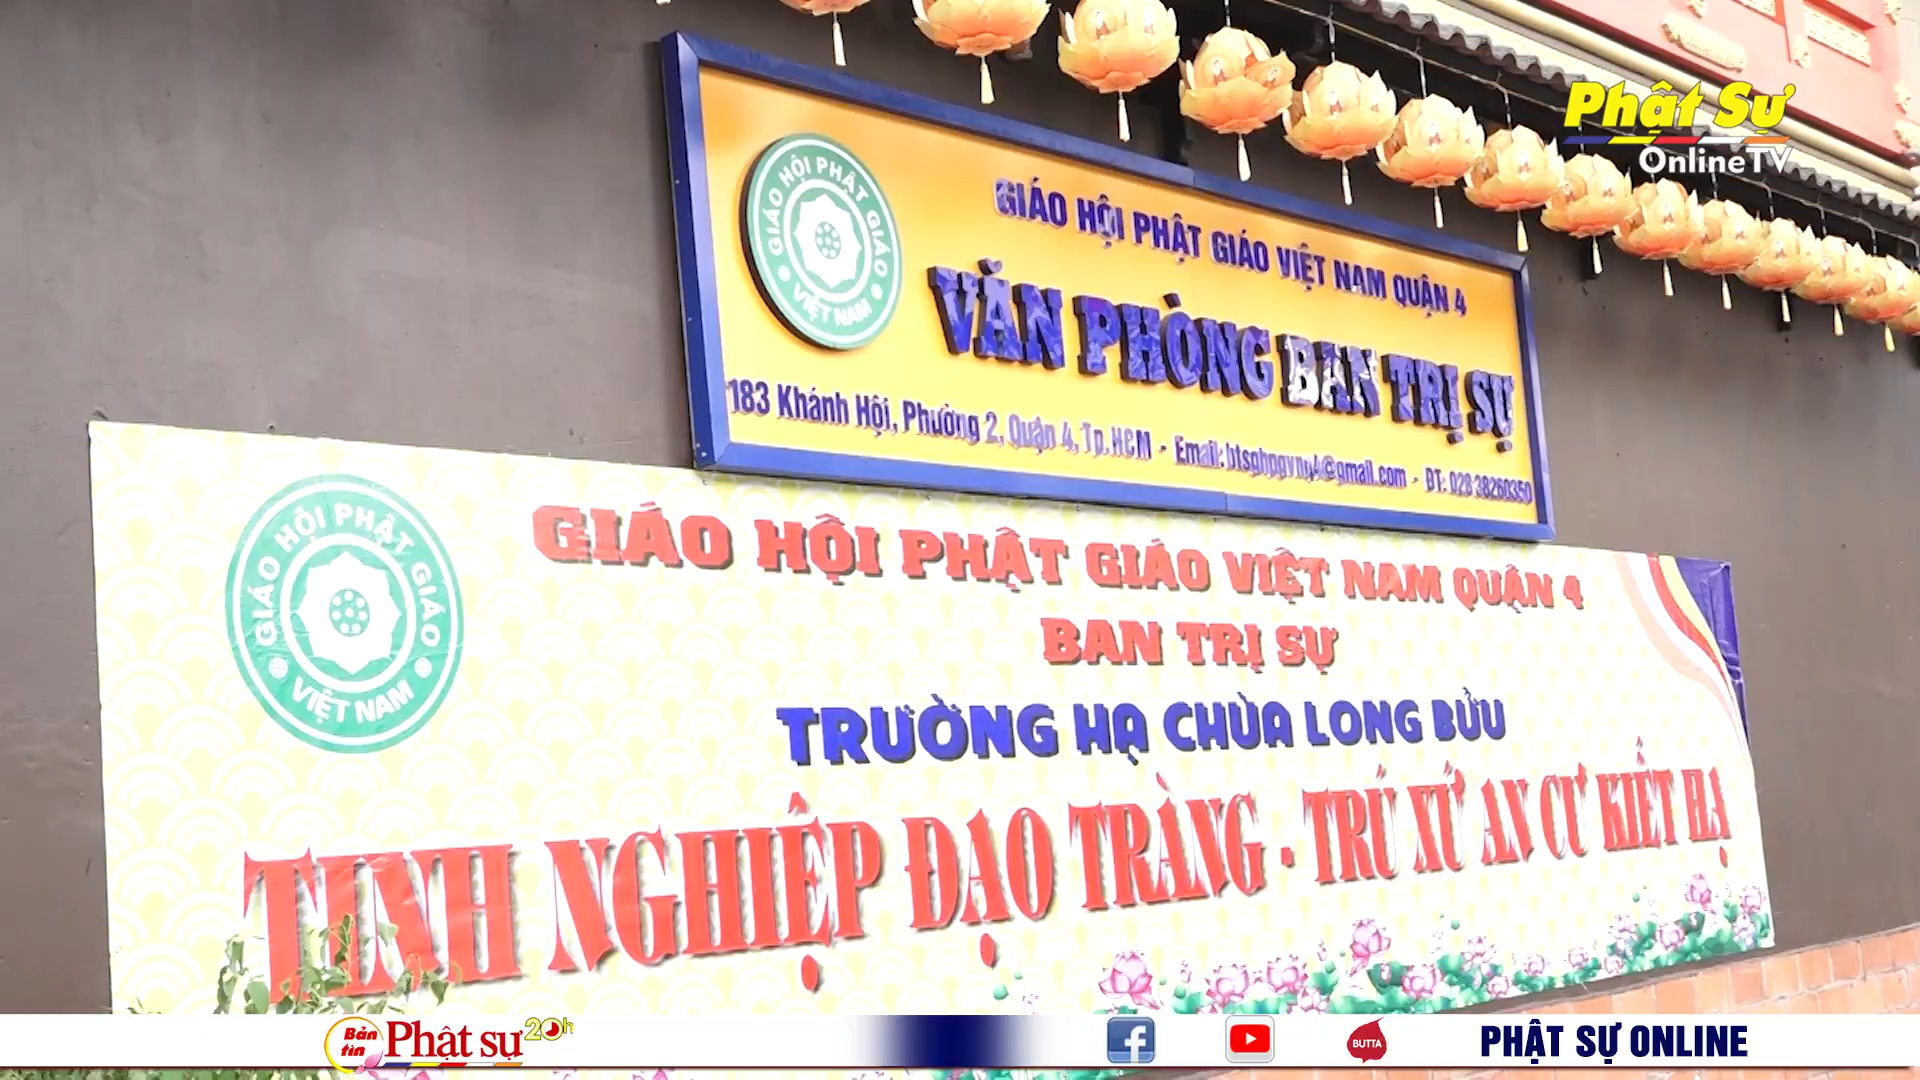 Phật Sự
OnlineTV
GIÁO HỘI PHẬT GIÁO
VIỆT NAM
GIÁO HỘI PHẬT GIÁO VIỆT NAM QUẬN 4
VĂN PHÒNG BAN TRỊ SỰ
183 Khánh Hội, Phường 2, Quận 4, Tp.HCM - Email: btsghpgvnq4@gmail.com - ĐT: 028 38260350
GIÁO HỘI PHẬT GIÁO
VIỆT NAM
GIÁO HỘI PHẬT GIÁO VIỆT NAM QUẬN 4
BAN TRỊ SỰ
TRƯỜNG HẠ CHÙA LONG BỬU
TỊNH NGHIỆP ĐẠO TRÀNG - TRÚ XỨ AN CƯ KIẾT HẠ
Bản tin Phật sự 20h
BUTTA
PHẬT SỰ ONLINE